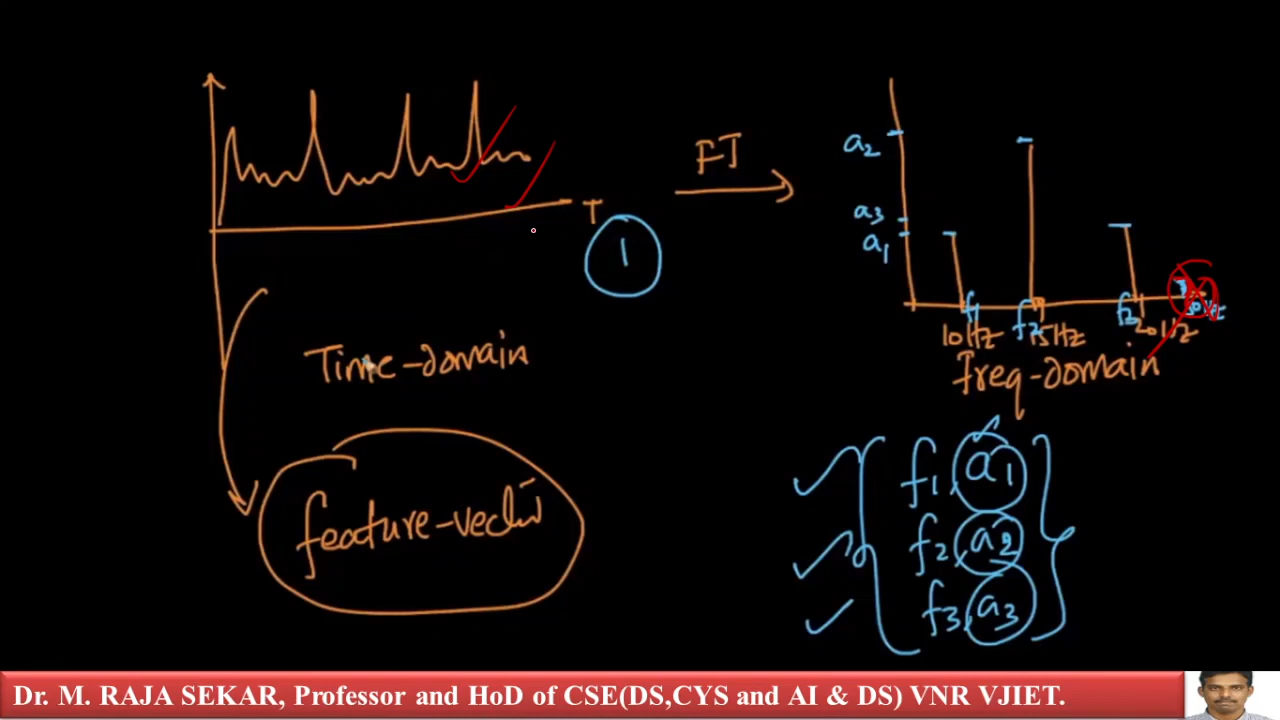 FT
a2
a3
a1
T
1
f1 f2 f3
10Hz 15Hz 20Hz
Time-domain
Freq-domain
f1, a1
feature-vector
f2, a2
f3, a3
Dr. M. RAJA SEKAR, Professor and HoD of CSE(DS,CYS and AI & DS) VNR VJIET.